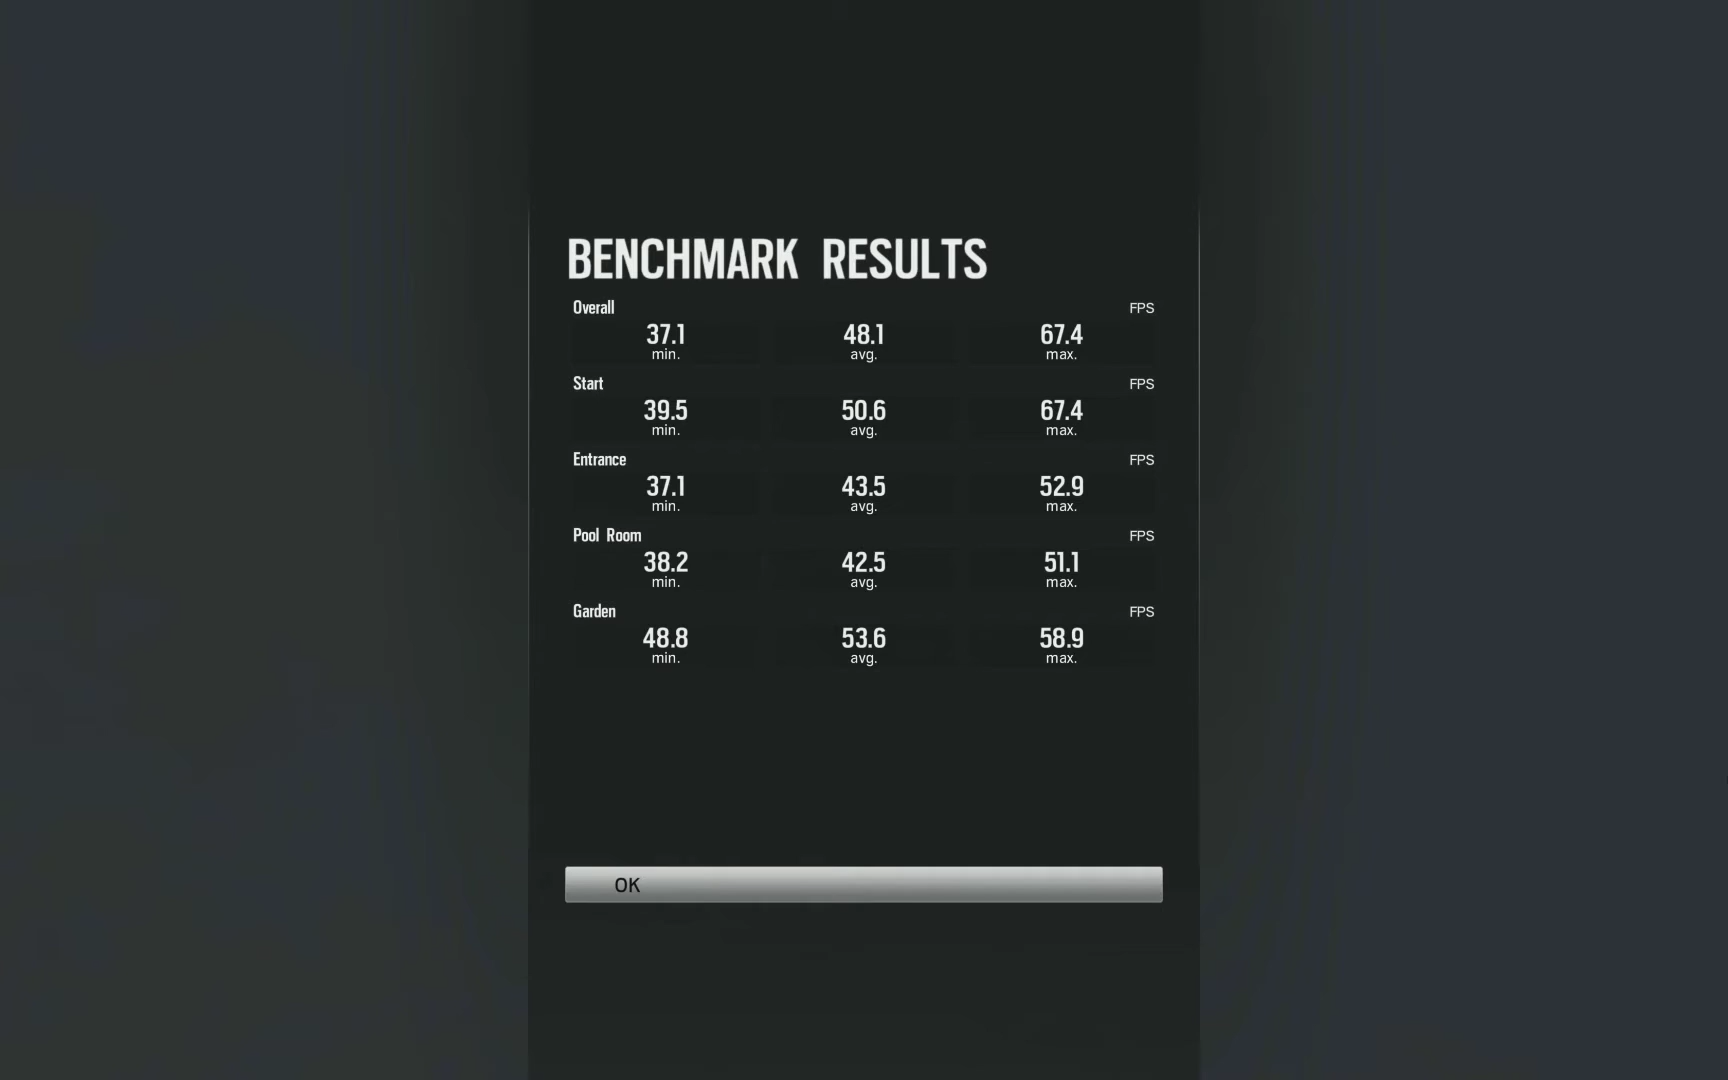 BENCHMARK RESULTS
Overall FPS
37.1 48.1 67.4
min. avg. max.
Start FPS
39.5 50.6 67.4
min. avg. max.
Entrance FPS
37.1 43.5 52.9
min. avg. max.
Pool Room FPS
38.2 42.5 51.1
min. avg. max.
Garden FPS
48.8 53.6 58.9
min. avg. max.
OK